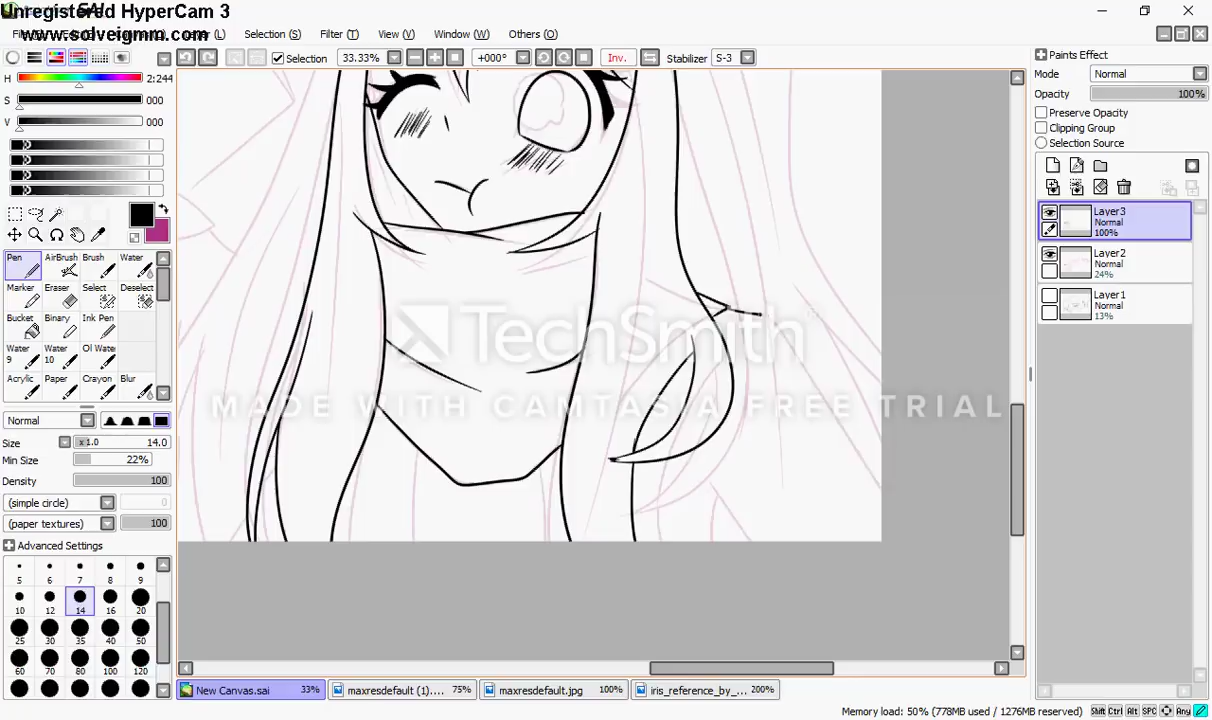 Unregistered HyperCam 3
www.solveigmm.com
Selection (S)
Filter (T)
View (V)
Window (W)
Others (O)
Selection
33.33%
+000°
Inv.
Stabilizer
S-3
H
2:244
S
000
V
000
Pen
AirBrush
Brush
Water
Marker
Eraser
Select
Deselect
Bucket
Binary
Ink Pen
Water 9
Water 10
Oil Water
Acrylic
Paper
Crayon
Blur
Normal
Size
x1.0
14.0
Min Size
22%
Density
100
(simple circle)
0
(paper textures)
100
Advanced Settings
5 6 7 8 9
10 12 14 16 20
25 30 35 40 50
60 70 80 100 120
TechSmith
MADE WITH CAMTASIA FREE TRIAL
Paints Effect
Mode
Normal
Opacity
100%
Preserve Opacity
Clipping Group
Selection Source
Layer3
Normal
100%
Layer2
Normal
24%
Layer1
Normal
13%
New Canvas.sai
33%
maxresdefault (1)....
75%
maxresdefault.jpg
100%
iris_reference_by_...
200%
Memory load: 50% (778MB used / 1276MB reserved)
Shift Ctrl Alt SPC Any